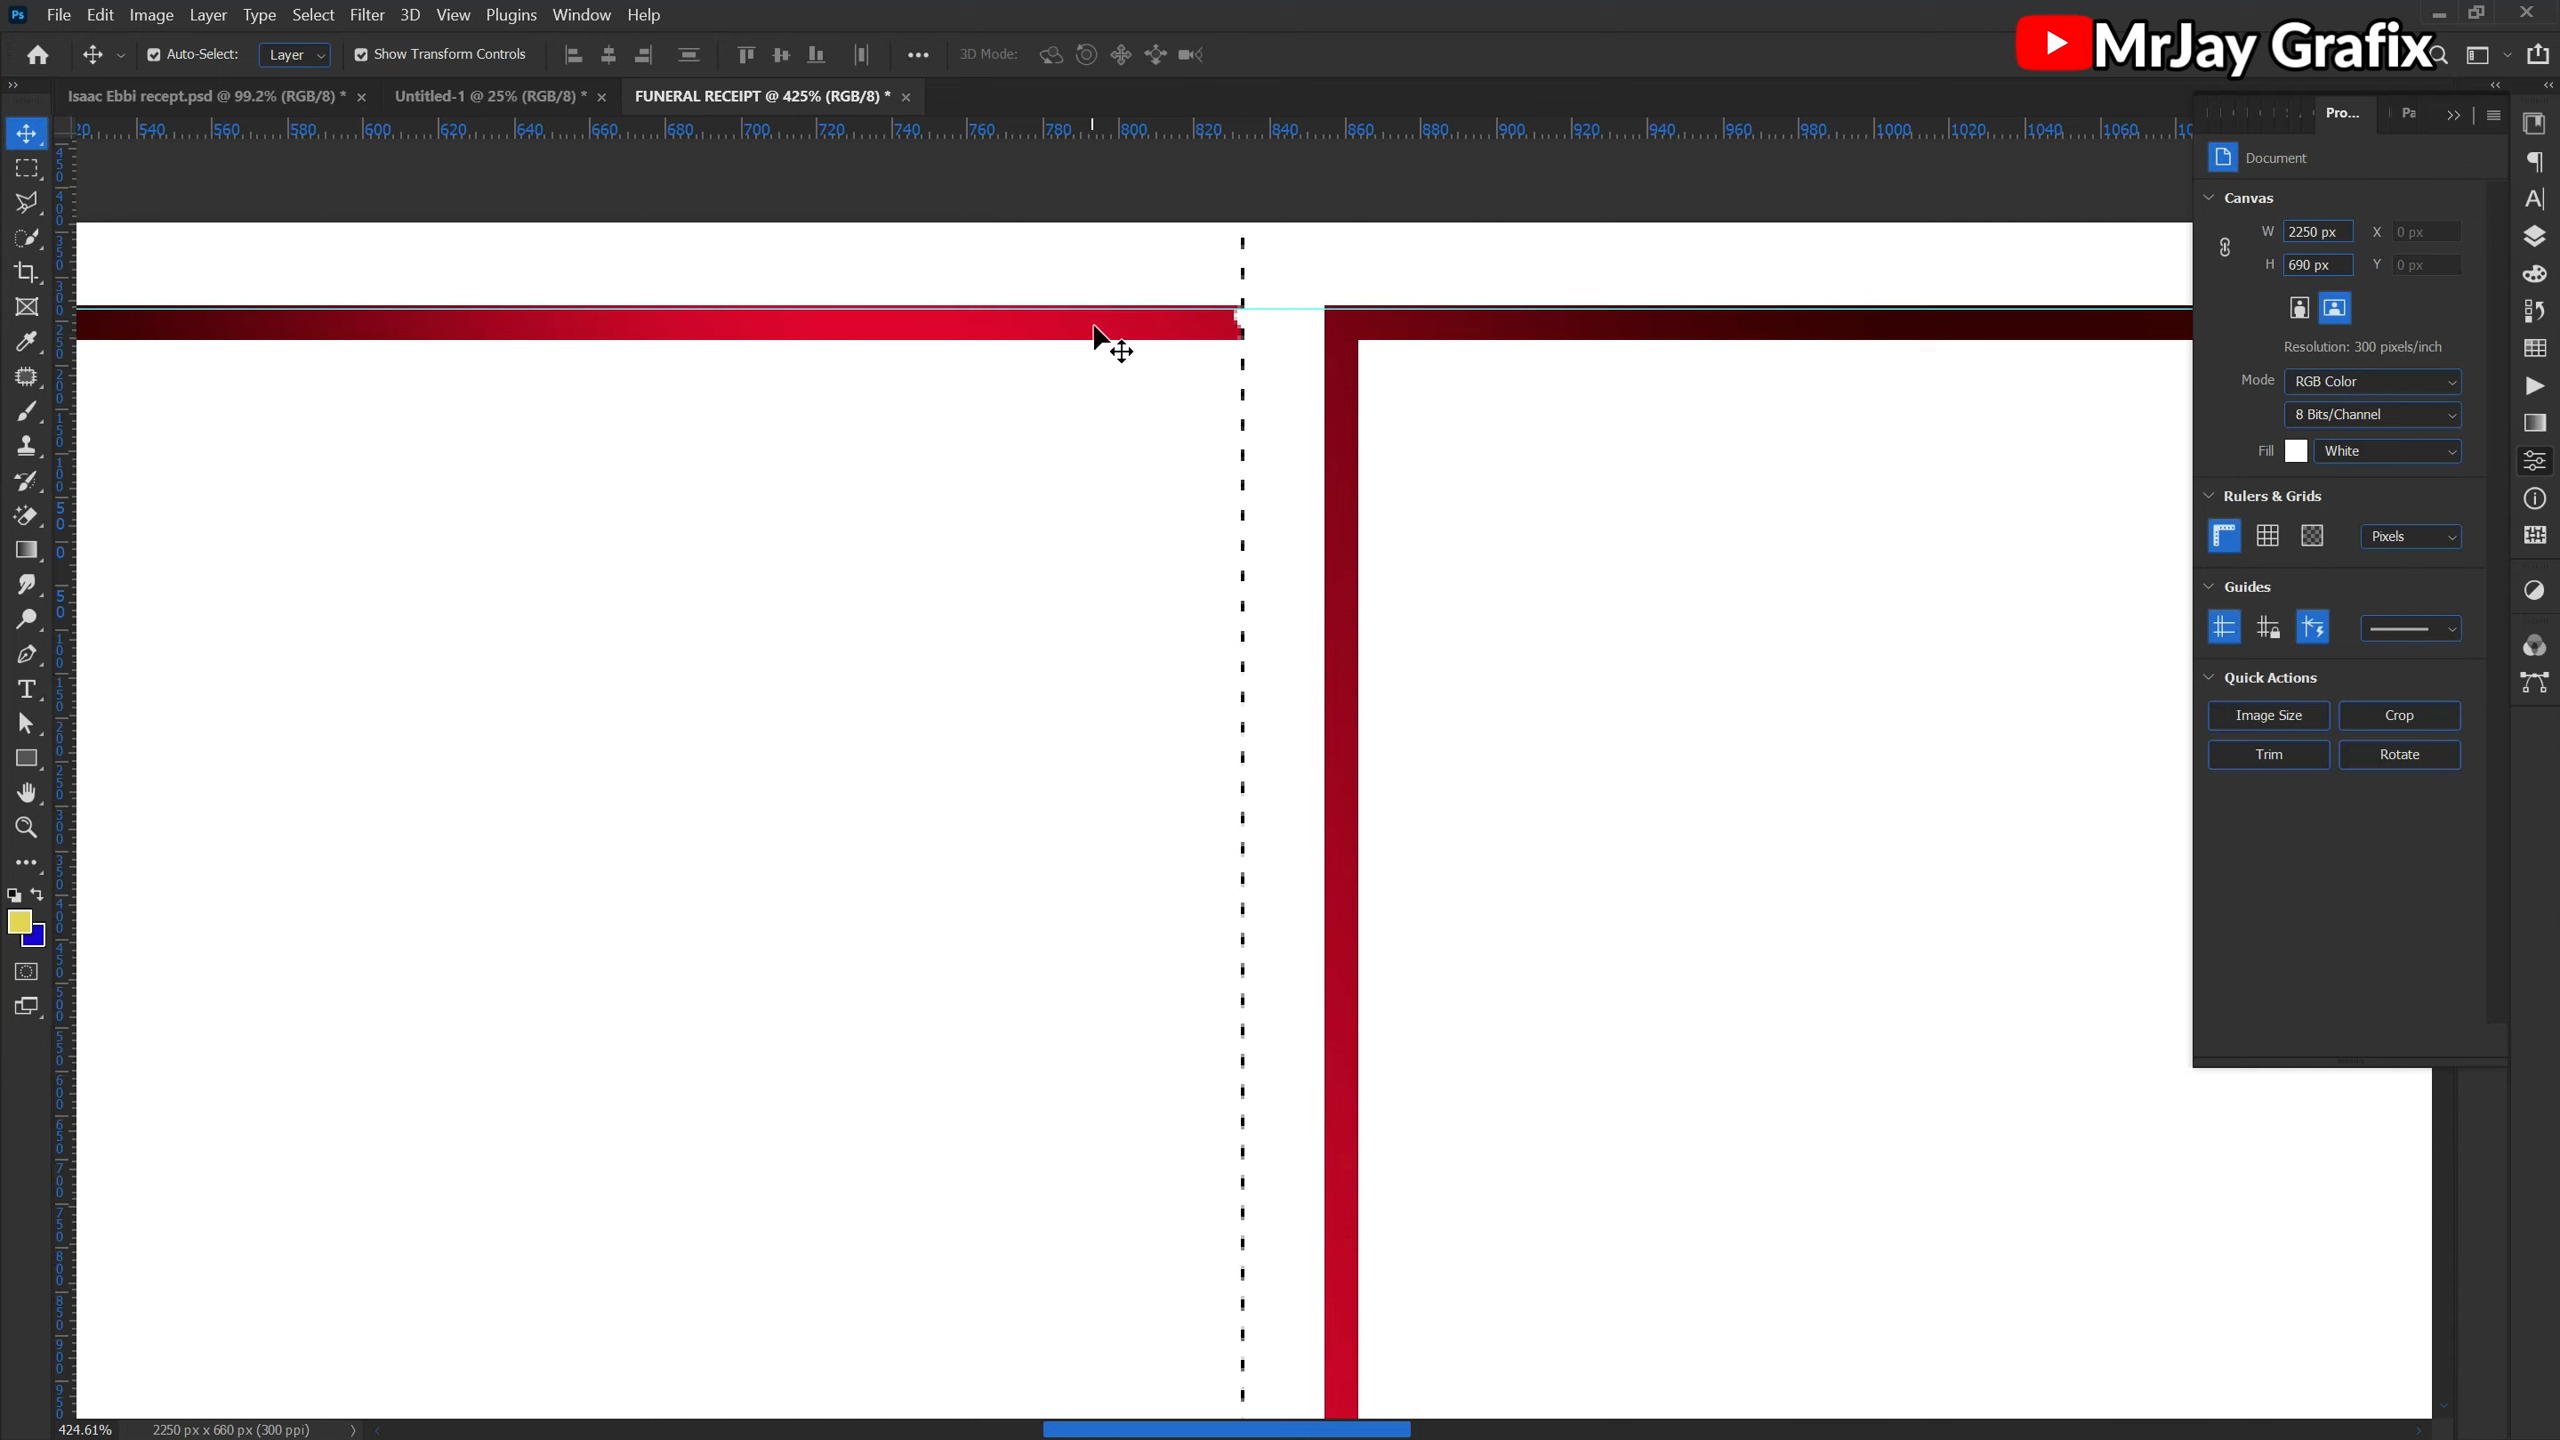 Ps File Edit Image Layer Type Select Filter 3D View Plugins Window Help
Auto-Select: Layer Show Transform Controls 3D Mode:
MrJay Grafix
Isaac Ebbi recept.psd @ 99.2% (RGB/8) * Untitled-1 @ 25% (RGB/8) * FUNERAL RECEIPT @ 425% (RGB/8) *
540 560 580 600 620 640 660 680 700 720 740 760 780 800 820 840 860 880 900 920 940 960 980 1000 1020 1040 1060
Pro... Pa
Document
Canvas
W 2250 px X 0 px
H 690 px Y 0 px
Resolution: 300 pixels/inch
Mode RGB Color
8 Bits/Channel
Fill White
Rulers & Grids
Pixels
Guides
Quick Actions
Image Size Crop
Trim Rotate
424.61% 2250 px x 660 px (300 ppi)